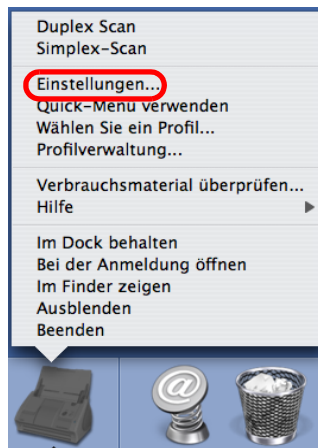 Duplex Scan
Simplex-Scan
Einstellungen...
Quick-Menü verwenden
Wählen Sie ein Profil...
Profilverwaltung...
Verbrauchsmaterial überprüfen...
Hilfe
Im Dock behalten
Bei der Anmeldung öffnen
Im Finder zeigen
Ausblenden
Beenden
@